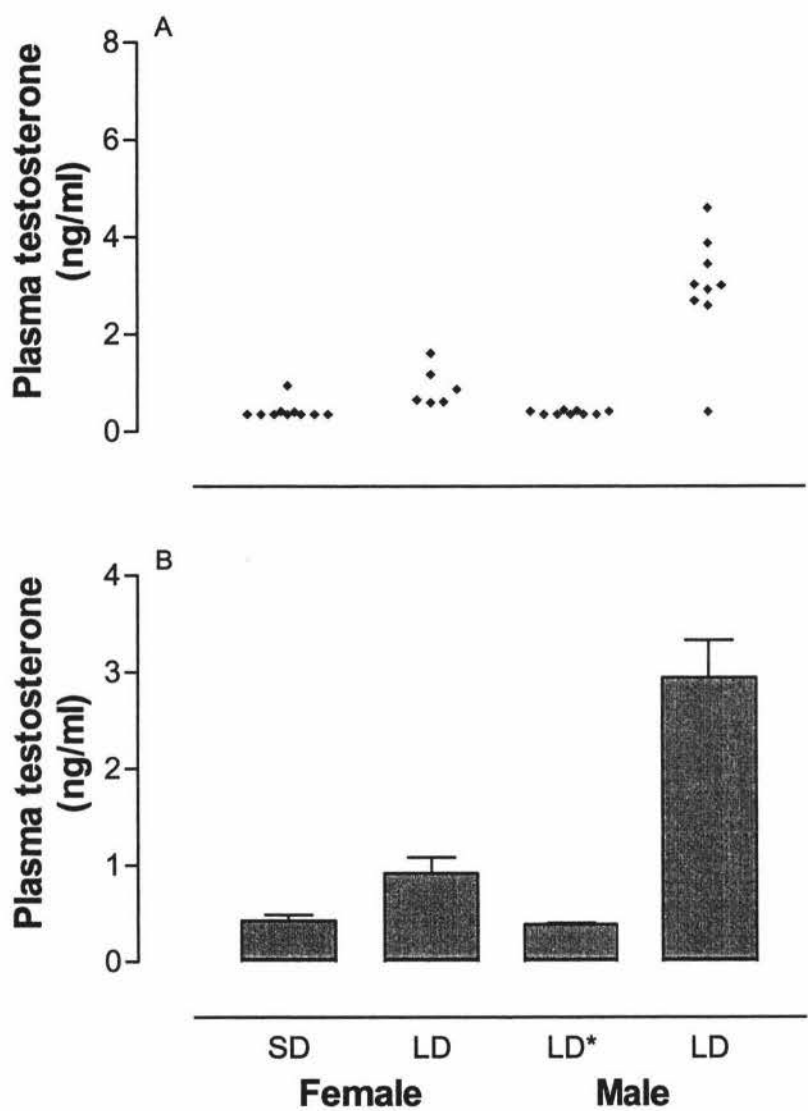 A
Plasma testosterone
(ng/ml)
8
6
4
2
0
B
Plasma testosterone
(ng/ml)
4
3
2
1
0
SD LD LD* LD
Female Male